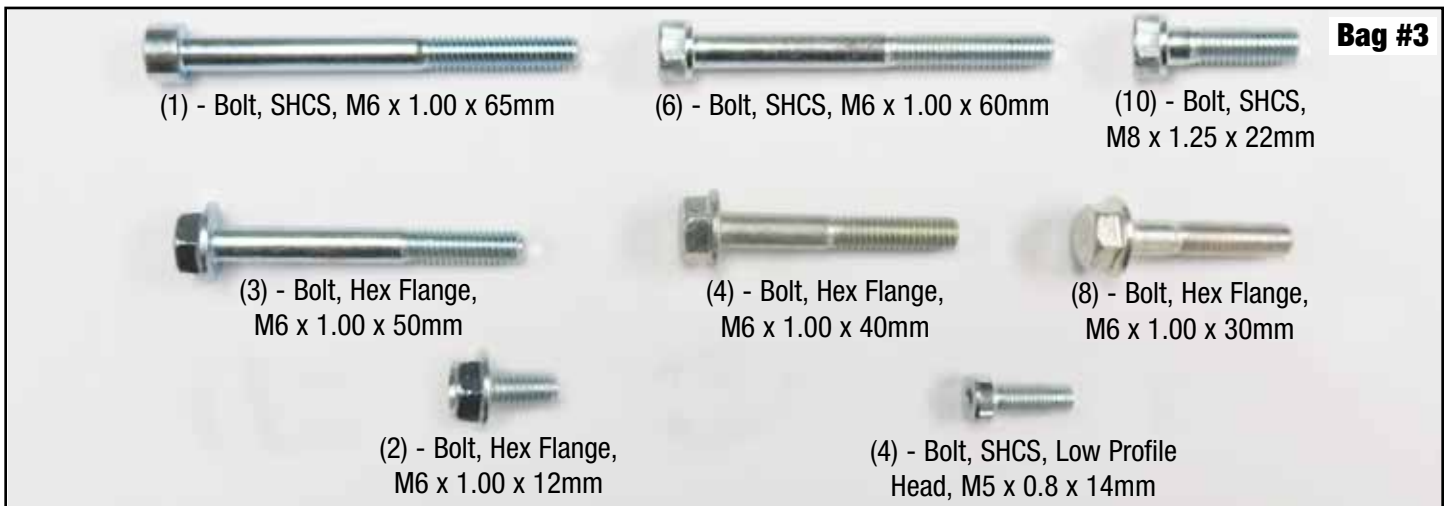 Bag #3
(1) - Bolt, SHCS, M6 x 1.00 x 65mm
(6) - Bolt, SHCS, M6 x 1.00 x 60mm
(10) - Bolt, SHCS,
M8 x 1.25 x 22mm
(3) - Bolt, Hex Flange,
M6 x 1.00 x 50mm
(4) - Bolt, Hex Flange,
M6 x 1.00 x 40mm
(8) - Bolt, Hex Flange,
M6 x 1.00 x 30mm
(2) - Bolt, Hex Flange,
M6 x 1.00 x 12mm
(4) - Bolt, SHCS, Low Profile
Head, M5 x 0.8 x 14mm